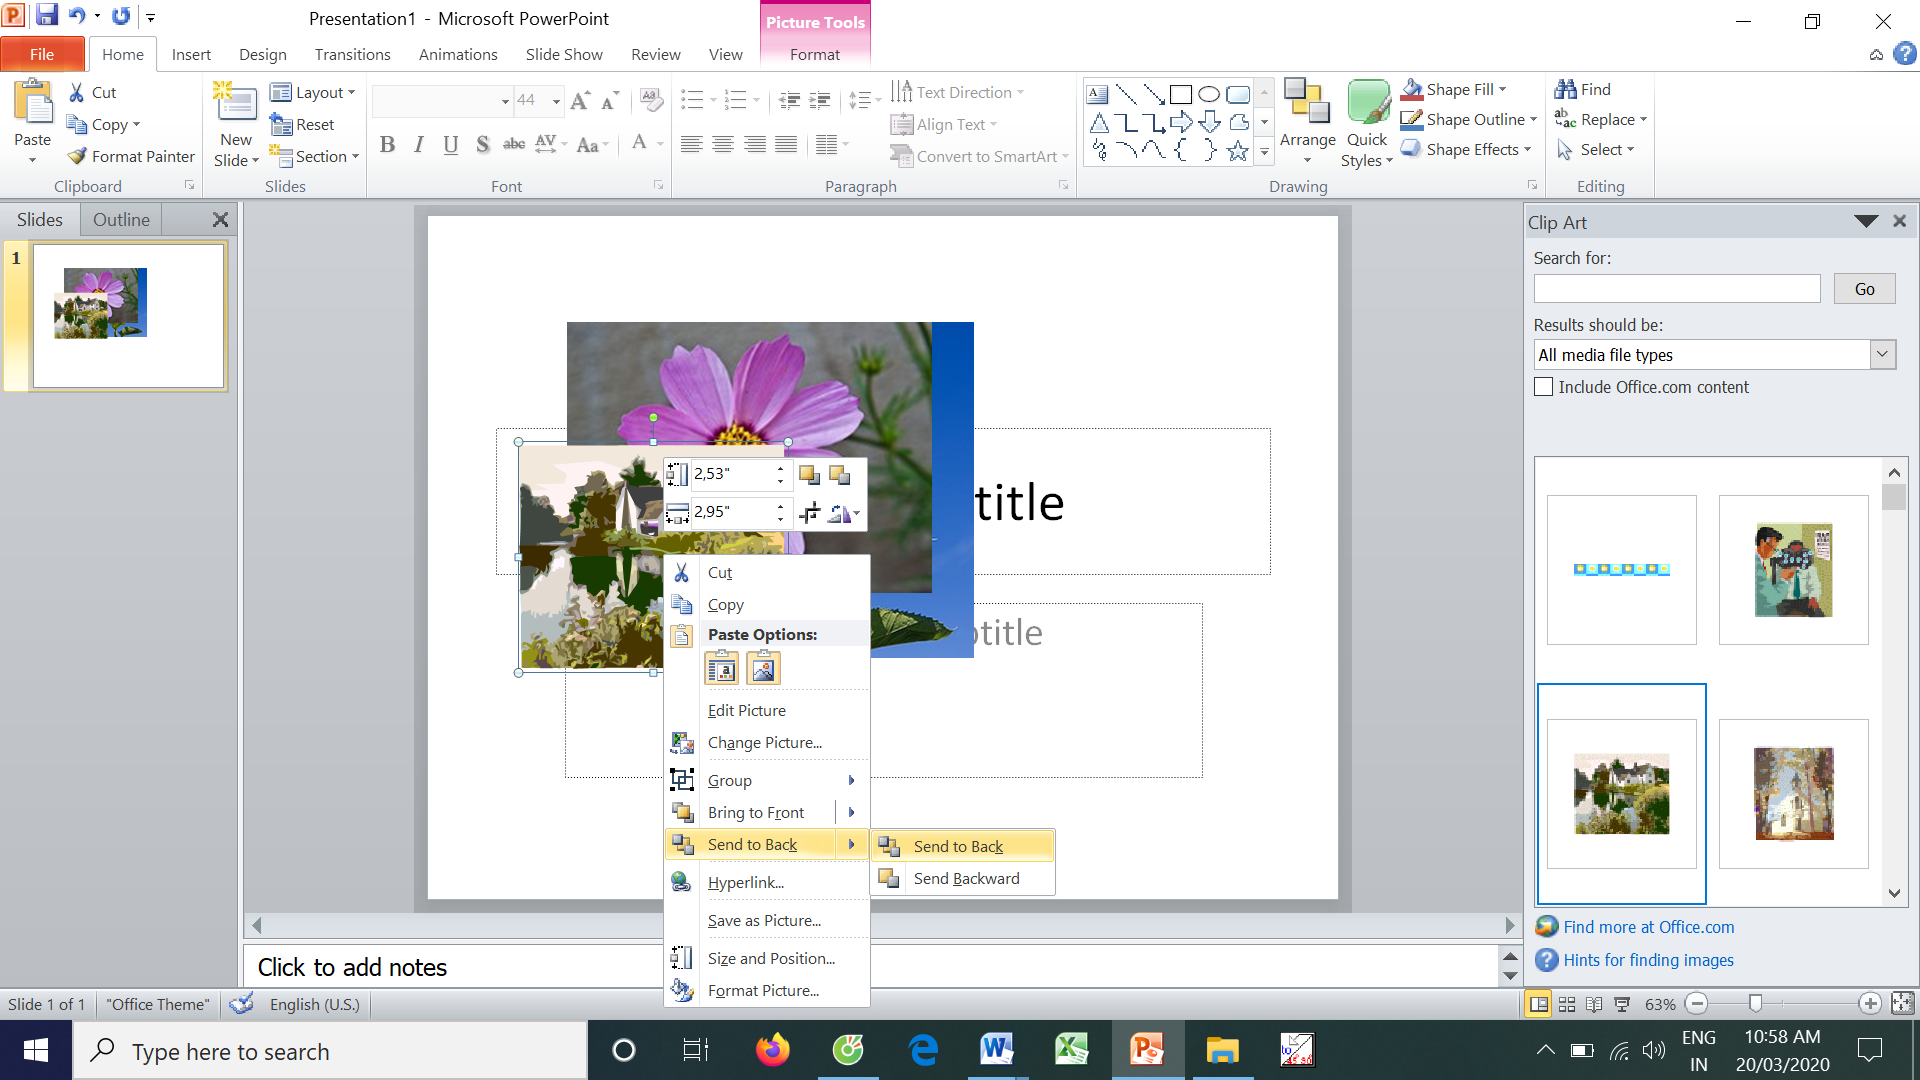 Presentation1 - Microsoft PowerPoint
Picture Tools
File
Home
Insert
Design
Transitions
Animations
Slide Show
Review
View
Format
Paste
Cut
Copy
Format Painter
Clipboard
New
Slide
Layout
Reset
Section
Slides
44
B I U S abc AV Aa A
Font
Text Direction
Align Text
Convert to SmartArt
Paragraph
Arrange
Quick
Styles
Shape Fill
Shape Outline
Shape Effects
Drawing
Find
Replace
Select
Editing
Slides
Outline
1
title
otitle
2,53"
2,95"
Cut
Copy
Paste Options:
Edit Picture
Change Picture...
Group
Bring to Front
Send to Back
Hyperlink...
Save as Picture...
Size and Position...
Format Picture...
Send to Back
Send Backward
Clip Art
Search for:
Go
Results should be:
All media file types
Include Office.com content
Find more at Office.com
Hints for finding images
Click to add notes
Slide 1 of 1
"Office Theme"
English (U.S.)
63%
Type here to search
ENG
IN
10:58 AM
20/03/2020